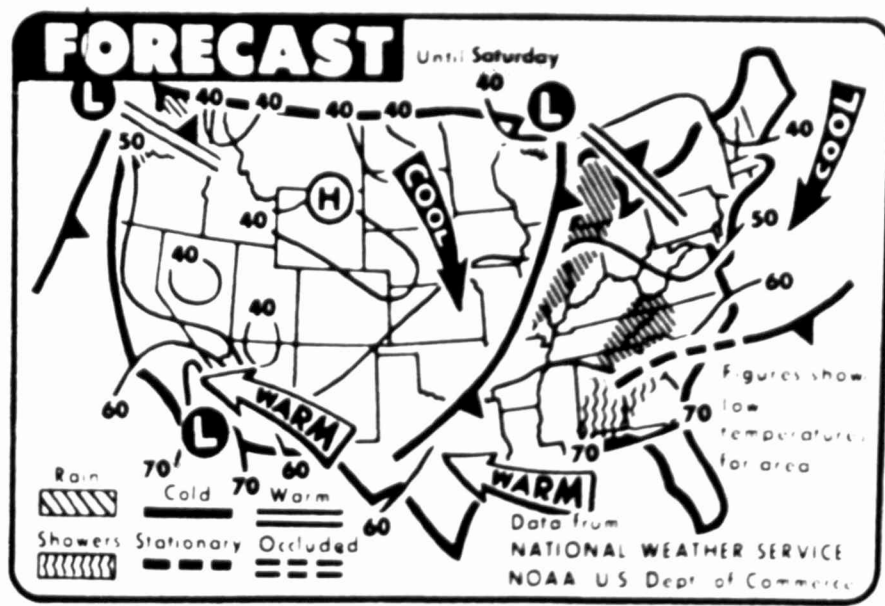 FORECAST
Until Saturday
L
40 40 40 40
40
L
50
40
COOL
H
COOL
40
50
40
40
60
60
WARM
L
70
70
60
70
70
60
WARM
Figures show
low
temperatures
for area
Rain
Cold
Warm
Showers
Stationary
Occluded
Data from
NATIONAL WEATHER SERVICE
NOAA US Dept of Commerce